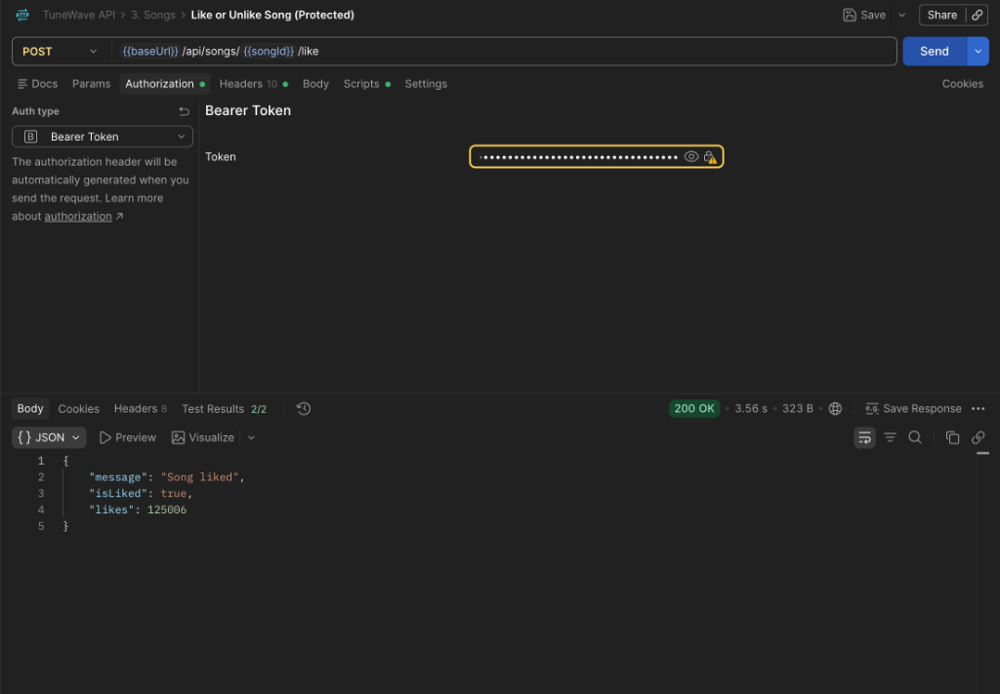 HTTP TuneWave API > 3. Songs > Like or Unlike Song (Protected) Save Share
POST {{baseUrl}} /api/songs/ {{songId}} /like Send
Docs Params Authorization Headers 10 Body Scripts Settings Cookies
Auth type
B Bearer Token
The authorization header will be
automatically generated when you
send the request. Learn more
about authorization ↗
Bearer Token
Token ••••••••••••••••••••••••••••••••
Body Cookies Headers 8 Test Results 2/2 200 OK • 3.56 s • 323 B • e.g. Save Response •••
{ } JSON Preview Visualize
1 {
2 "message": "Song liked",
3 "isLiked": true,
4 "likes": 125006
5 }